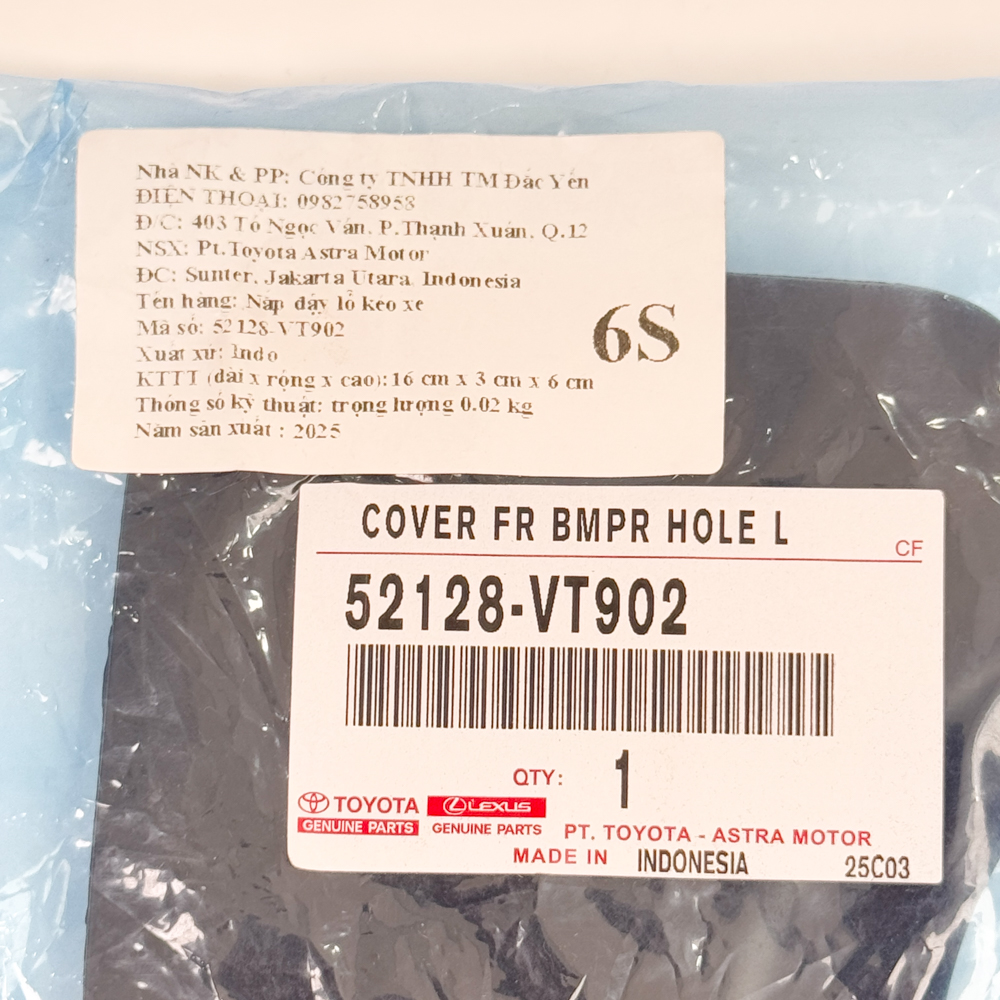 Nhà NK & PP: Công ty TNHH TM Đắc Yến
ĐIỆN THOẠI: 0982758958
Đ/C: 403 Tô Ngọc Vân, P.Thạnh Xuân, Q.12
NSX: Pt.Toyota Astra Motor
ĐC: Sunter, Jakarta Utara, Indonesia
Tên hàng: Nắp đậy lỗ kéo xe
Mã số: 52128-VT902
Xuất xứ: Indo
KTTT (dài x rộng x cao):16 cm x 3 cm x 6 cm
Thông số kỹ thuật: trọng lượng 0.02 kg
Năm sản xuất : 2025
6S
COVER FR BMPR HOLE L
CF
52128-VT902
QTY: 1
TOYOTA
GENUINE PARTS
LEXUS
GENUINE PARTS
PT. TOYOTA - ASTRA MOTOR
MADE IN INDONESIA 25C03